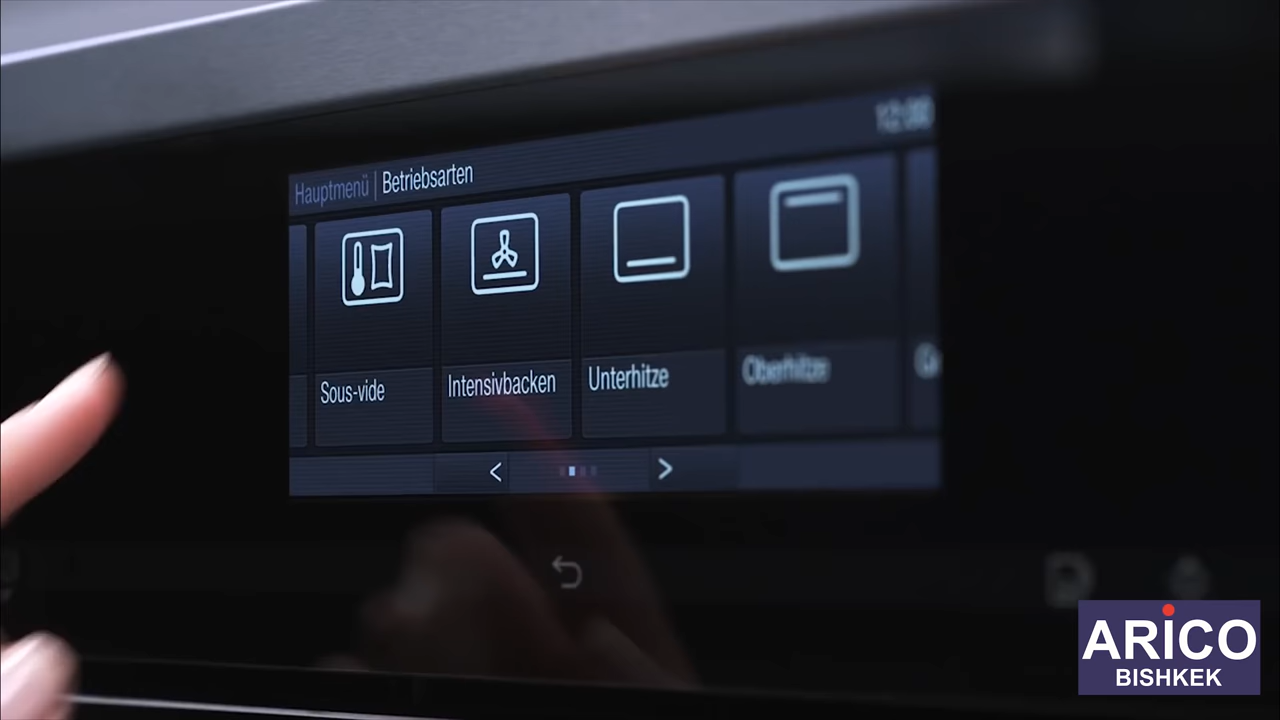 12:00
Hauptmenü | Betriebsarten
Sous-vide
Intensivbacken
Unterhitze
Oberhitze
ARiCO
BISHKEK